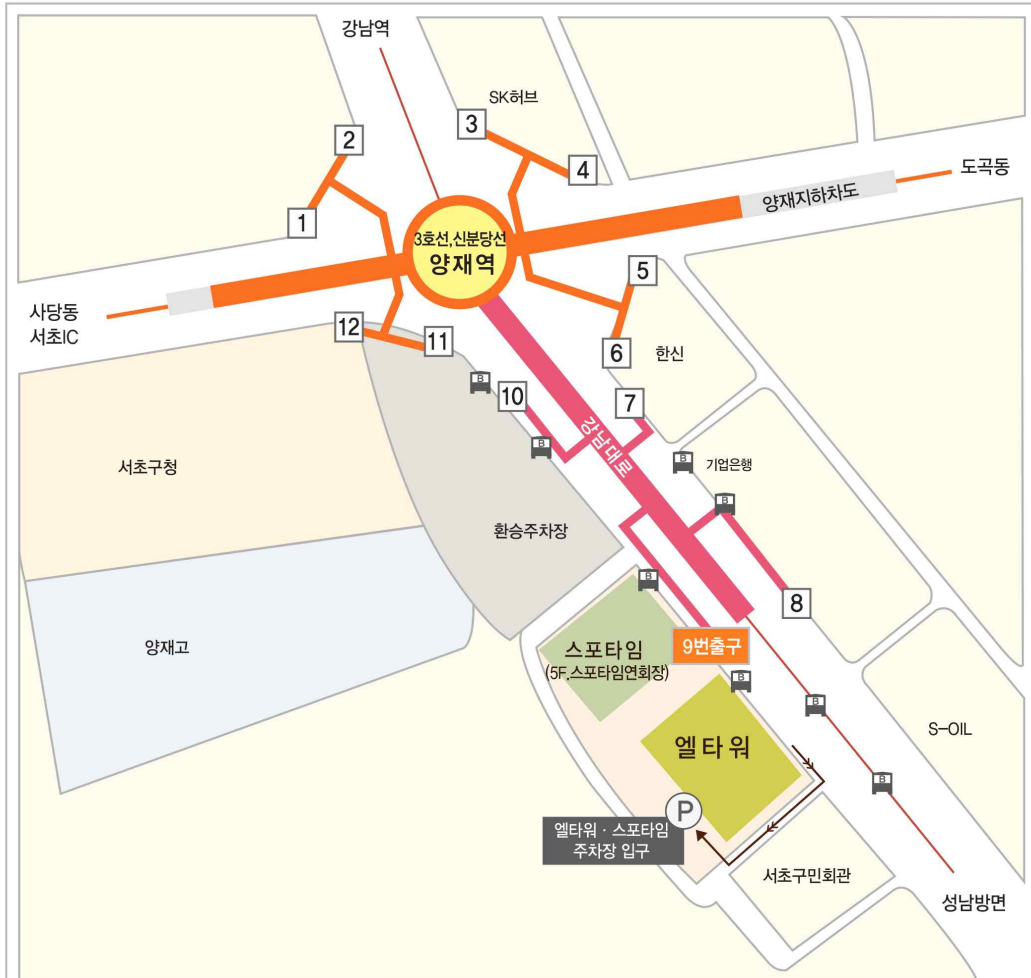 강남역
SK허브
2
3
4
1
도곡동
양재지하차도
3호선,신분당선
양재역
5
사당동
서초IC
12
11
6
한신
B
10
7
강남대로
B
서초구청
B
기업은행
B
환승주차장
B
8
양재고
스포타임
(5F.스포타임연회장)
9번출구
B
B
엘타워
S-OIL
B
P
엘타워 · 스포타임
주차장 입구
서초구민회관
성남방면